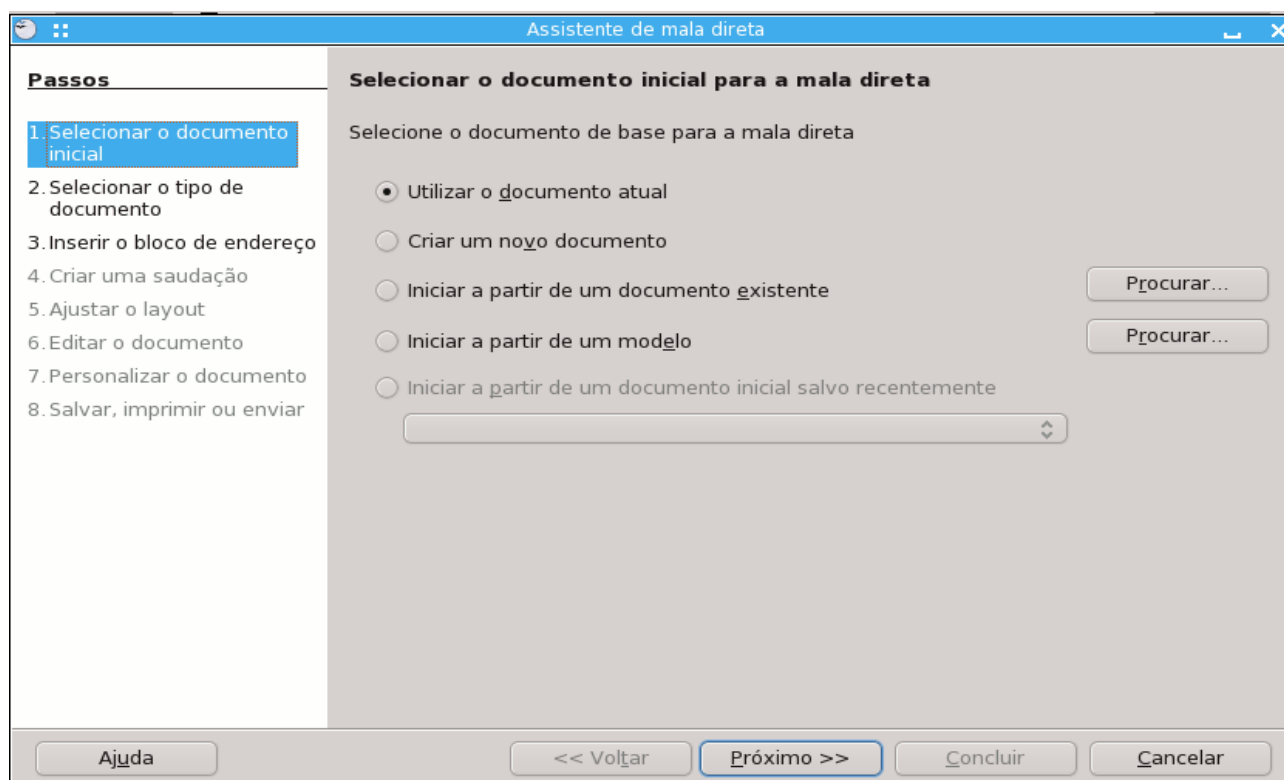 Assistente de mala direta
Passos
1. Selecionar o documento
inicial
2. Selecionar o tipo de
documento
3. Inserir o bloco de endereço
4. Criar uma saudação
5. Ajustar o layout
6. Editar o documento
7. Personalizar o documento
8. Salvar, imprimir ou enviar
Selecionar o documento inicial para a mala direta
Selecione o documento de base para a mala direta
Utilizar o documento atual
Criar um novo documento
Iniciar a partir de um documento existente
Procurar...
Iniciar a partir de um modelo
Procurar...
Iniciar a partir de um documento inicial salvo recentemente
Ajuda
<< Voltar
Próximo >>
Concluir
Cancelar